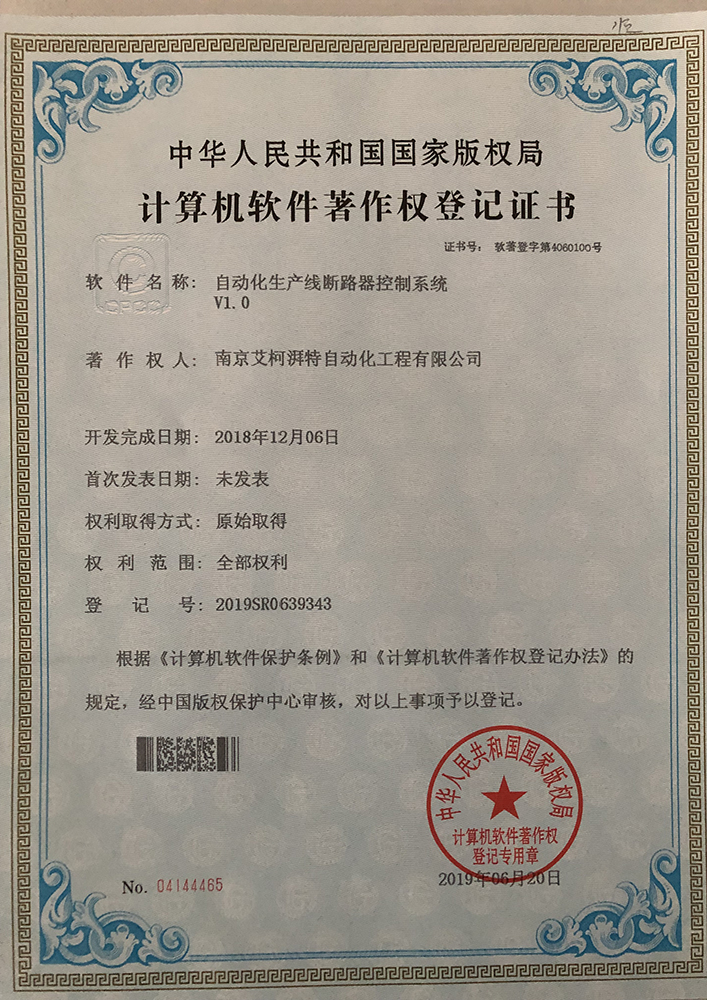 中华人民共和国国家版权局
计算机软件著作权登记证书
证书号： 软著登字第4060100号
软件名称： 自动化生产线断路器控制系统
V1.0
CPCC
著作权人： 南京艾柯湃特自动化工程有限公司
开发完成日期： 2018年12月06日
首次发表日期： 未发表
权利取得方式： 原始取得
权利范围： 全部权利
登记号： 2019SR0639343
根据《计算机软件保护条例》和《计算机软件著作权登记办法》的
规定，经中国版权保护中心审核，对以上事项予以登记。
中华人民共和国国家版权局
计算机软件著作权
登记专用章
No. 04144465
2019年06月20日